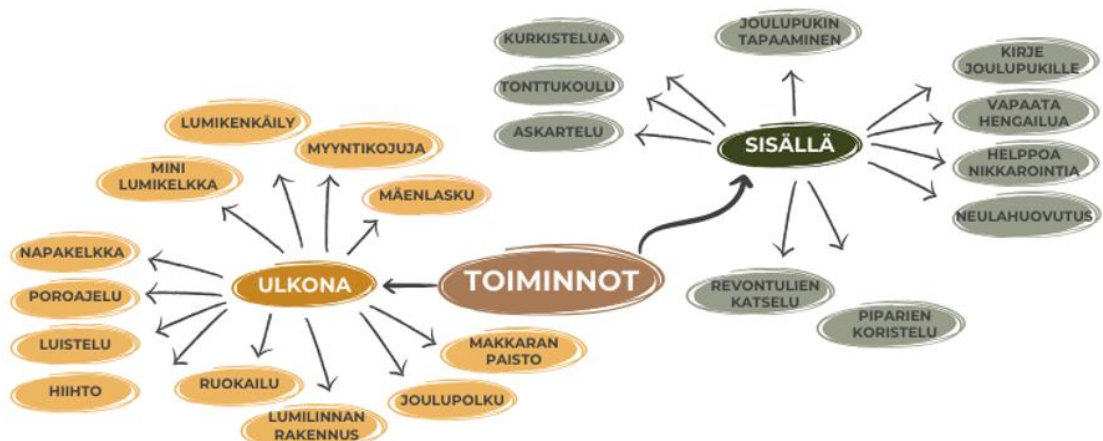 KURKISTELUA
JOULUPUKIN
TAPAAMINEN
KIRJE
JOULUPUKILLE
TONTTUKOULU
VAPAATA
HENGAILUA
ASKARTELU
SISÄLLÄ
HELPPOA
NIKKAROINTIA
NEULAHUOVUTUS
LUMIKENKÄILY
MYYNTIKOJUJA
MINI
LUMIKELKKA
MÄENLASKU
NAPAKELKKA
ULKONA
TOIMINNOT
REVONTULIEN
KATSELU
PIPARIEN
KORISTELU
POROAJELU
LUISTELU
HIIHTO
RUOKAILU
LUMILINNAN
RAKENNUS
JOULUPOLKU
MAKKARAN
PAISTO